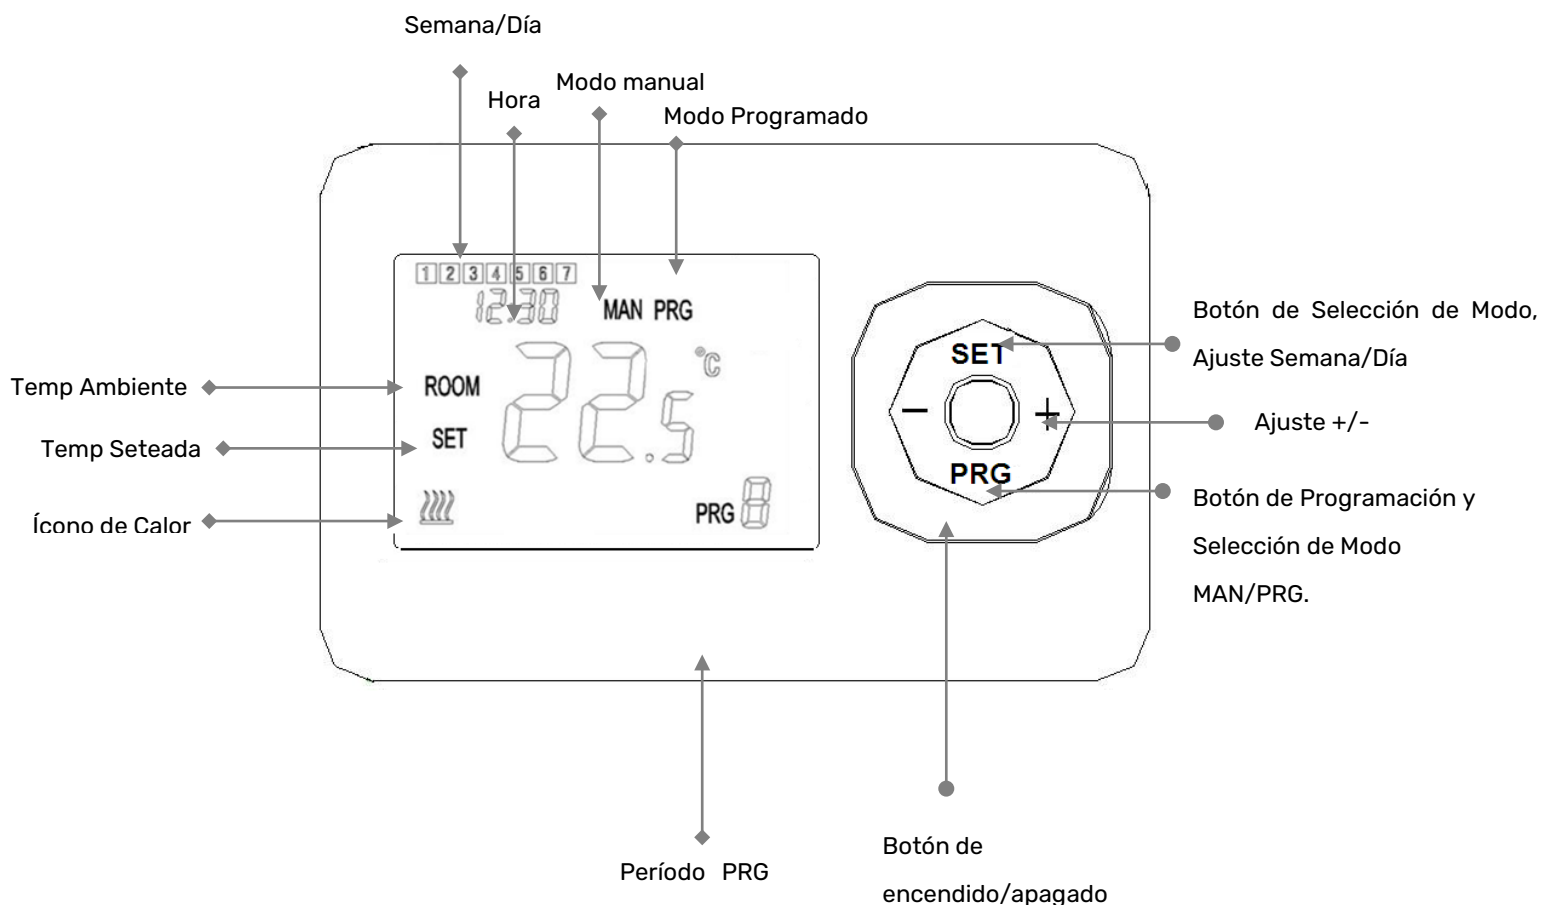 Semana/Día
Modo manual
Hora
Modo Programado
1 2 3 4 5 6 7
12:30
MAN PRG
°C
22.5
ROOM
SET
PRG 8
Temp Ambiente
Temp Seteada
Ícono de Calor
SET
− +
PRG
Botón de Selección de Modo,
Ajuste Semana/Día
Ajuste +/-
Botón de Programación y
Selección de Modo
MAN/PRG.
Período PRG
Botón de
encendido/apagado